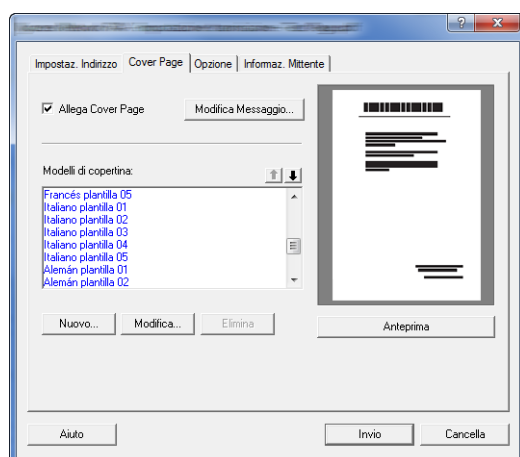 Impostaz. Indirizzo Cover Page Opzione Informaz. Mittente
Allega Cover Page Modifica Messaggio...
Modelli di copertina:
Francés plantilla 05
Italiano plantilla 01
Italiano plantilla 02
Italiano plantilla 03
Italiano plantilla 04
Italiano plantilla 05
Alemán plantilla 01
Alemán plantilla 02
Nuovo... Modifica... Elimina Anteprima
Aiuto Invio Cancella